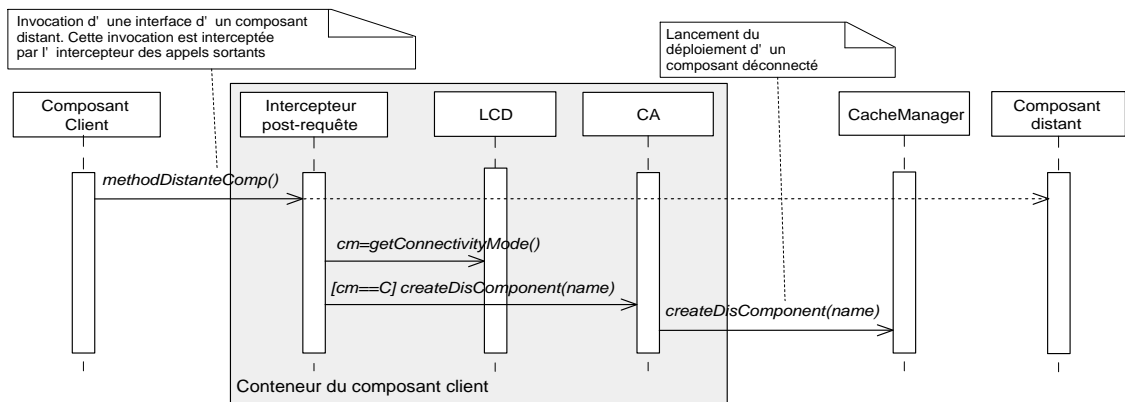 Invocation d' une interface d' un composant
distant. Cette invocation est interceptée
par l' intercepteur des appels sortants
Lancement du
déploiement d' un
composant déconnecté
Composant
Client
Intercepteur
post-requête
LCD
CA
CacheManager
Composant
distant
methodDistanteComp()
cm=getConnectivityMode()
[cm==C] createDisComponent(name)
createDisComponent(name)
Conteneur du composant client